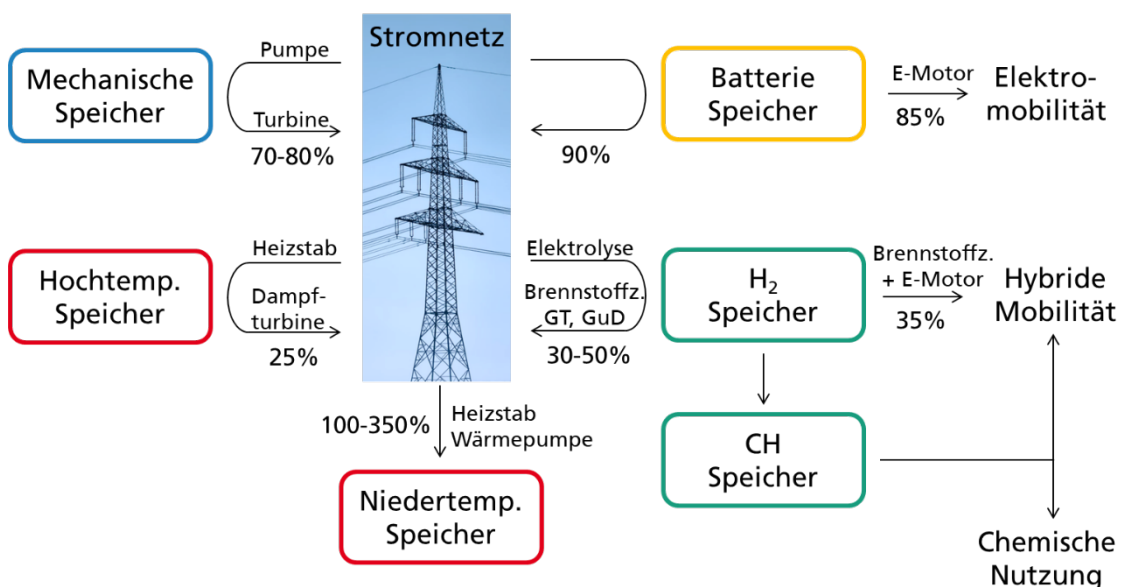 Stromnetz
Pumpe
Mechanische
Speicher
Turbine
70-80%
90%
Batterie
Speicher
E-Motor
85%
Elektro-
mobilität
Heizstab
Hochtemp.
Speicher
Dampf-
turbine
25%
Elektrolyse
Brennstoffz.
GT, GuD
30-50%
H₂
Speicher
Brennstoffz.
+ E-Motor
35%
Hybride
Mobilität
100-350%
Heizstab
Wärmepumpe
CH
Speicher
Niedertemp.
Speicher
Chemische
Nutzung